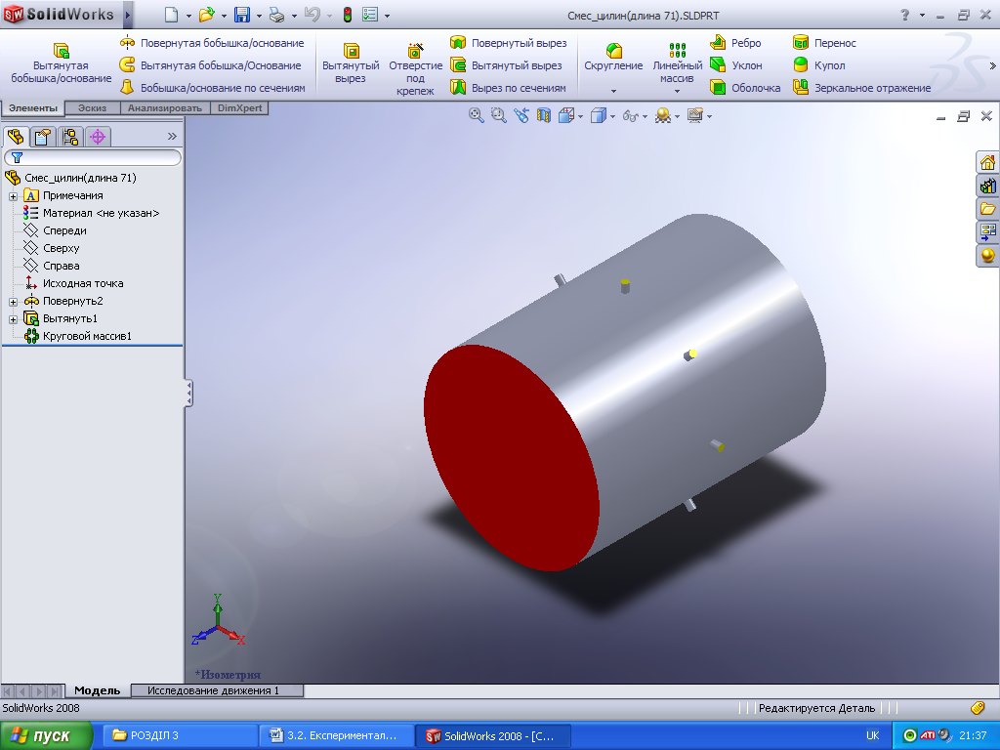 SolidWorks
Смес_цилин(длина 71).SLDPRT
Вытянутая
бобышка/основание
Повернутая бобышка/основание
Вытянутая бобышка/Основание
Бобышка/основание по сечениям
Вытянутый
вырез
Отверстие
под
крепеж
Повернутый вырез
Вытянутый вырез
Вырез по сечениям
Скругление
Линейный
массив
Ребро
Уклон
Оболочка
Перенос
Купол
Зеркальное отражение
Элементы
Эскиз
Анализировать
DimXpert
Смес_цилин(длина 71)
Примечания
Материал <не указан>
Спереди
Сверху
Справа
Исходная точка
Повернуть2
Вытянуть1
Круговой массив1
Y
Z
X
*Изометрия
Модель
Исследование движения 1
SolidWorks 2008
Редактируется Деталь
пуск
РОЗДІЛ 3
3.2. Експериментал...
SolidWorks 2008 - [С...
UK
ATI
21:37